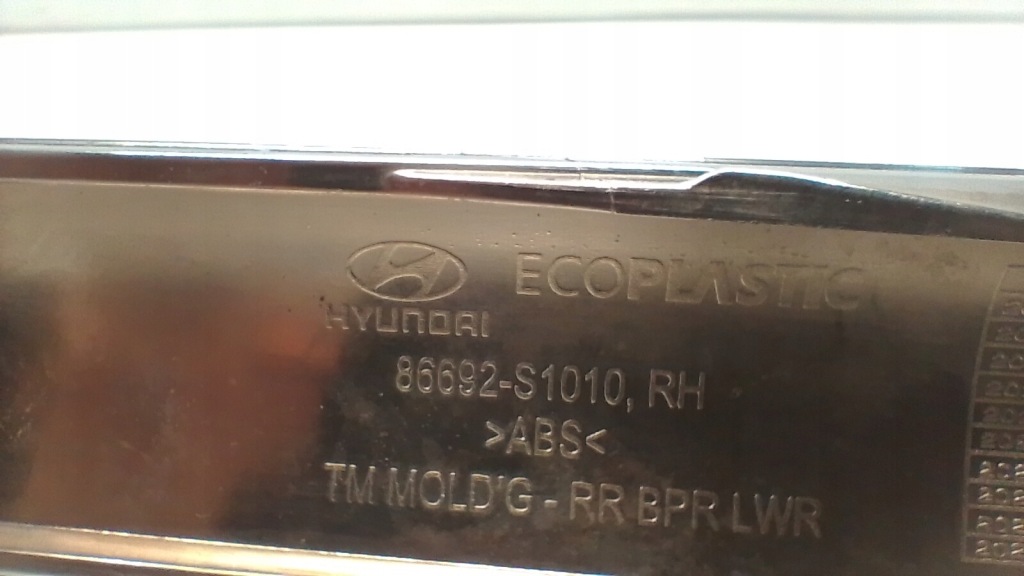 ECOPLASTIC
HYUNDAI
86692-S1010, RH
>ABS<
TM MOLD'G - RR BPR LWR